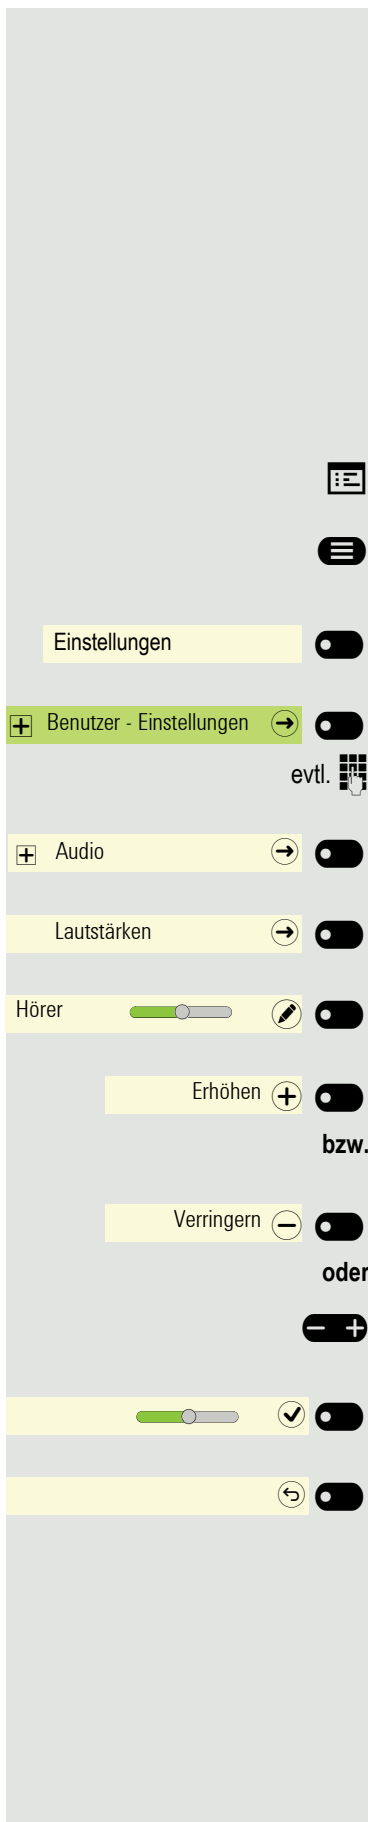 Einstellungen
Benutzer - Einstellungen
evtl.
Audio
Lautstärken
Hörer
Erhöhen
bzw.
Verringern
oder